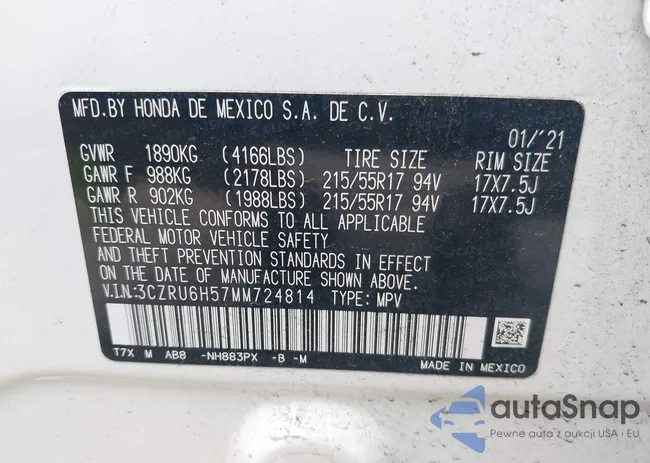 MFD.BY HONDA DE MEXICO S.A. DE C.V.
01/'21
GVWR 1890KG (4166LBS) TIRE SIZE RIM SIZE
GAWR F 988KG (2178LBS) 215/55R17 94V 17X7.5J
GAWR R 902KG (1988LBS) 215/55R17 94V 17X7.5J
THIS VEHICLE CONFORMS TO ALL APPLICABLE
FEDERAL MOTOR VEHICLE SAFETY
AND THEFT PREVENTION STANDARDS IN EFFECT
ON THE DATE OF MANUFACTURE SHOWN ABOVE.
V.I.N.:3CZRU6H57MM724814 TYPE: MPV
T7X M AB8 -NH883PX -B -M
MADE IN MEXICO
autaSnap
Pewne auta z aukcji USA i EU